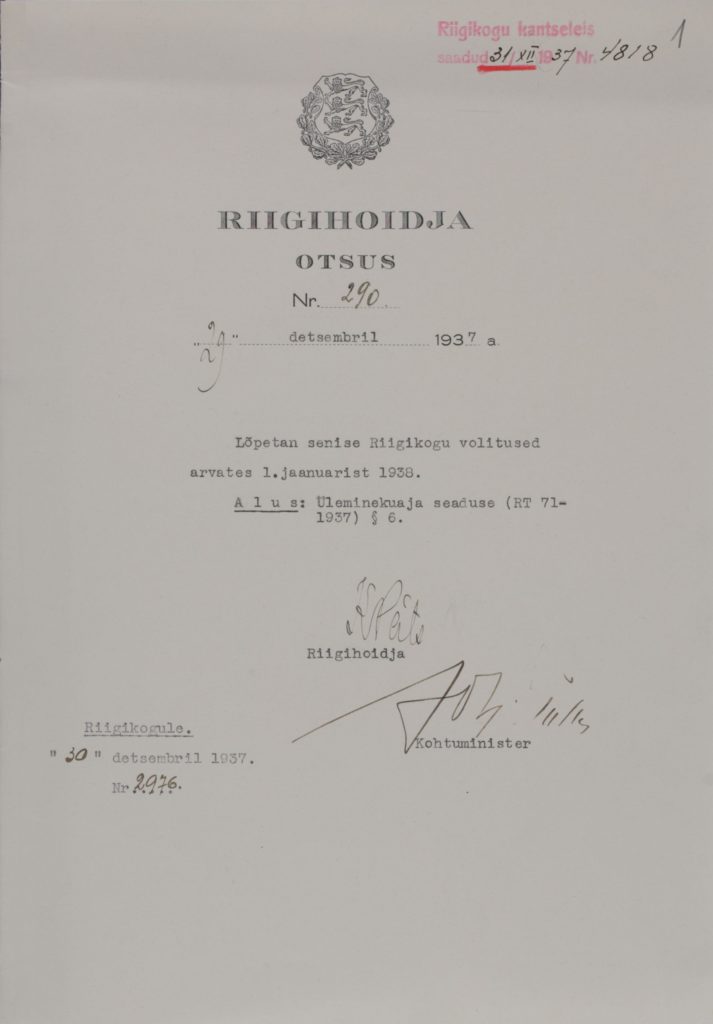 Riigikogu kantseleis
saadud 31/XII 1937 Nr. 4818
1
RIIGIHOIDJA
OTSUS
Nr. 290.
"29" detsembril 1937 a.
Lõpetan senise Riigikogu volitused
arvates 1.jaanuarist 1938.
A l u s: Üleminekuaja seaduse (RT 71-
1937) § 6.
K Päts
Riigihoidja
Kohtuminister
Riigikogule.
"30" detsembril 1937.
Nr 2976.